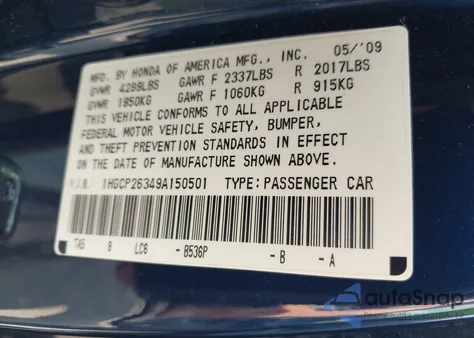 MFD. BY HONDA OF AMERICA MFG., INC. 05/'09
GVWR 4299LBS GAWR F 2337LBS R 2017LBS
GVWR 1950KG GAWR F 1060KG R 915KG
THIS VEHICLE CONFORMS TO ALL APPLICABLE
FEDERAL MOTOR VEHICLE SAFETY, BUMPER,
AND THEFT PREVENTION STANDARDS IN EFFECT
ON THE DATE OF MANUFACTURE SHOWN ABOVE.
V.I.N.: 1HGCP26349A150501 TYPE: PASSENGER CAR
TAG 9 LC6 - B536P - B - A
autoSnap